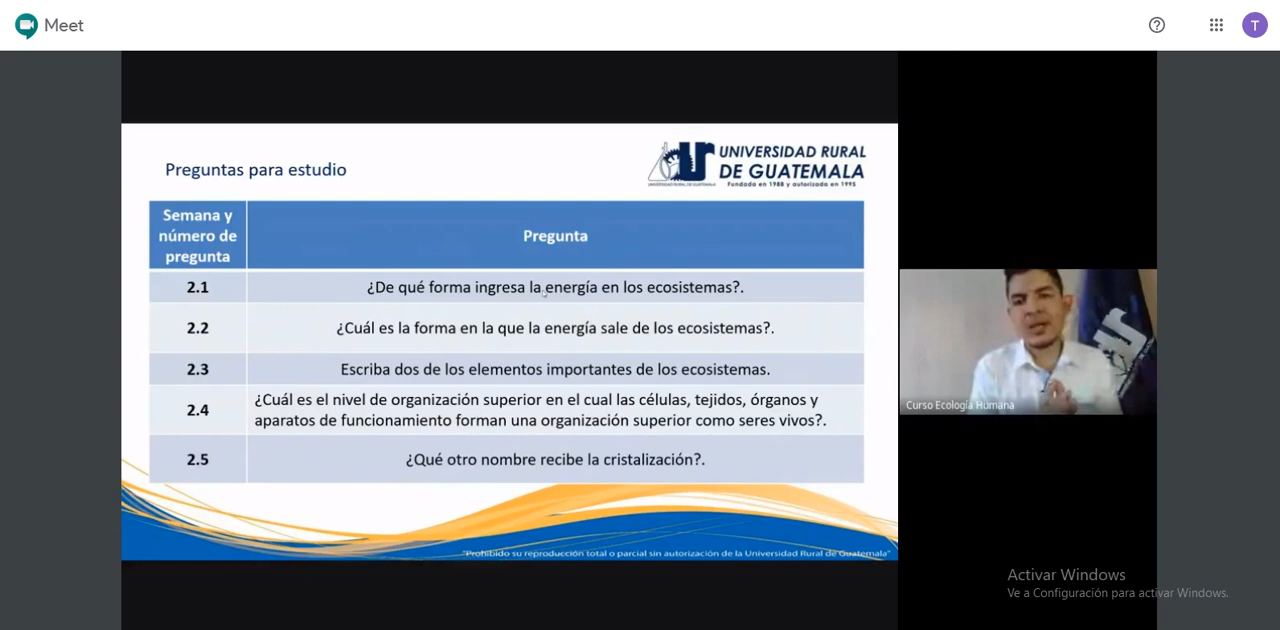 Meet
T
Preguntas para estudio
UNIVERSIDAD RURAL
DE GUATEMALA
Fundada en 1988 y autorizada en 1995
Semana y
número de
pregunta
Pregunta
2.1
¿De qué forma ingresa la energía en los ecosistemas?.
2.2
¿Cuál es la forma en la que la energía sale de los ecosistemas?.
2.3
Escriba dos de los elementos importantes de los ecosistemas.
2.4
¿Cuál es el nivel de organización superior en el cual las células, tejidos, órganos y
aparatos de funcionamiento forman una organización superior como seres vivos?.
2.5
¿Qué otro nombre recibe la cristalización?.
"Prohibido su reproducción total o parcial sin autorización de la Universidad Rural de Guatemala"
Curso Ecología Humana
Activar Windows
Ve a Configuración para activar Windows.